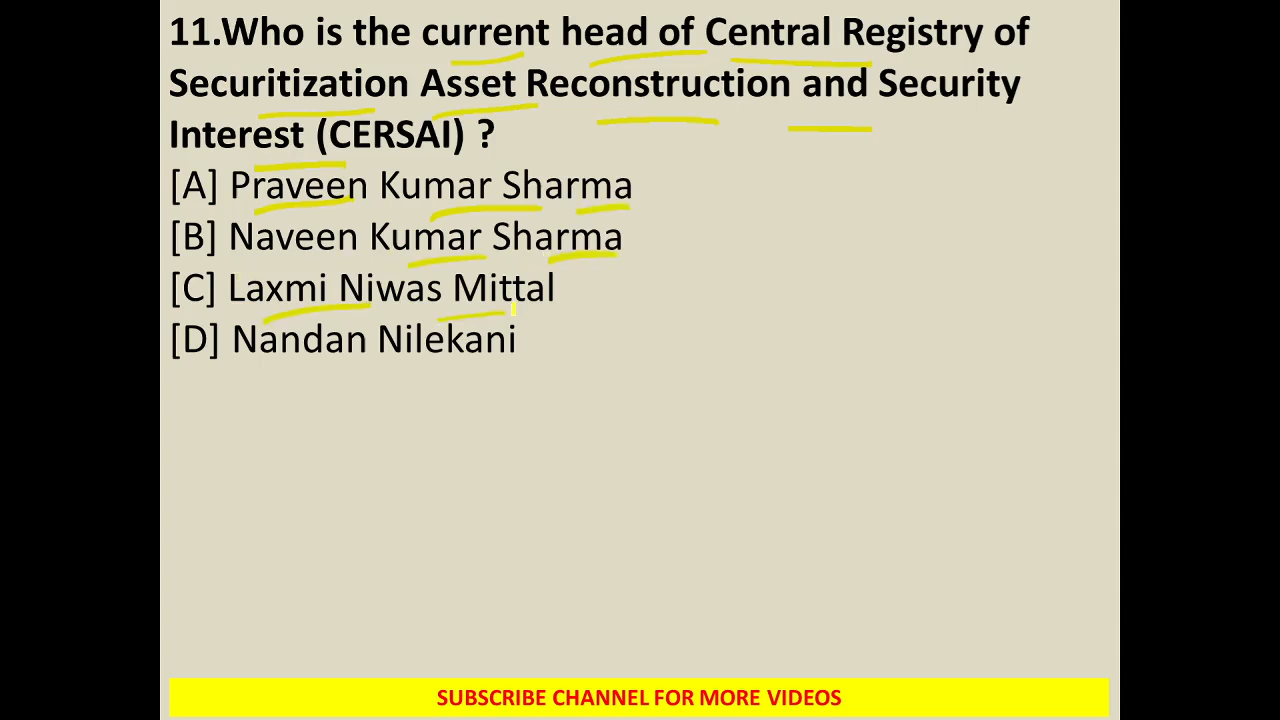 11.Who is the current head of Central Registry of
Securitization Asset Reconstruction and Security
Interest (CERSAI) ?
[A] Praveen Kumar Sharma
[B] Naveen Kumar Sharma
[C] Laxmi Niwas Mittal
[D] Nandan Nilekani
SUBSCRIBE CHANNEL FOR MORE VIDEOS